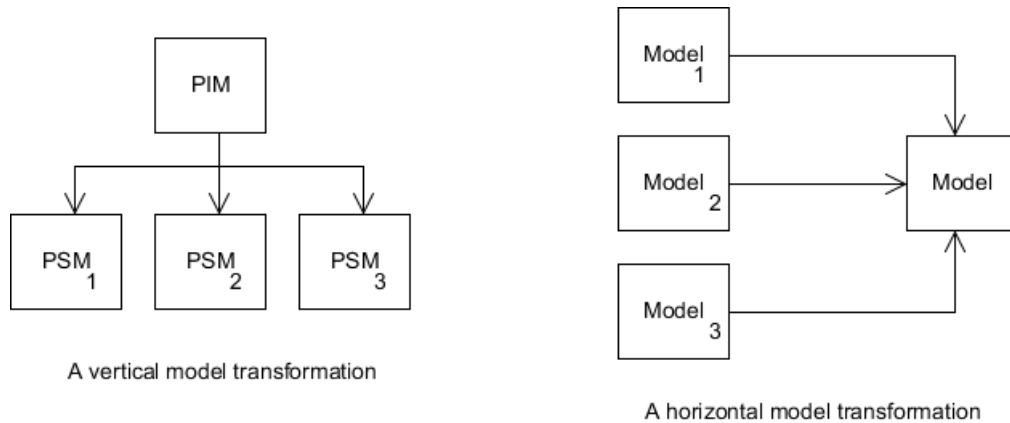 PIM
PSM
1
PSM
2
PSM
3
A vertical model transformation
Model
1
Model
2
Model
3
Model
A horizontal model transformation